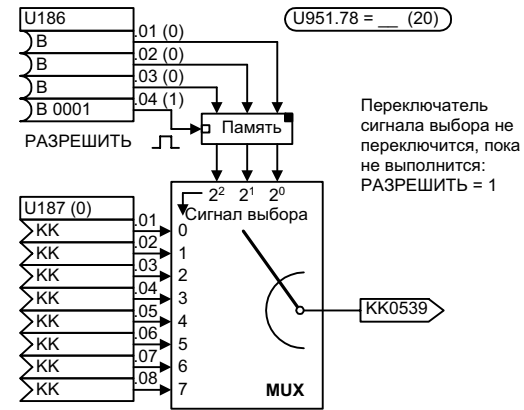 U186
B .01 (0)
B .02 (0)
B .03 (0)
B 0001 .04 (1)
РАЗРЕШИТЬ
Память
U951.78 = __ (20)
Переключатель
сигнала выбора не
переключится, пока
не выполнится:
РАЗРЕШИТЬ = 1
2² 2¹ 2⁰
Сигнал выбора
U187 (0)
KK .01 0
KK .02 1
KK .03 2
KK .04 3
KK .05 4
KK .06 5
KK .07 6
KK .08 7
MUX
KK0539